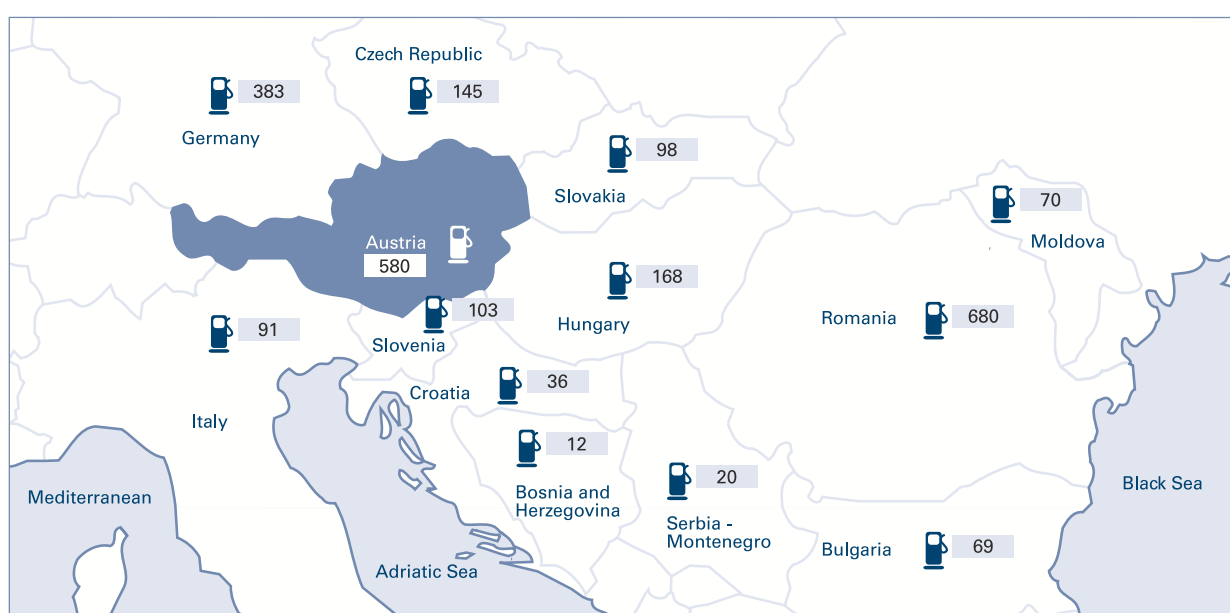 Czech Republic
383
145
Germany
98
Slovakia
70
Moldova
Austria
580
168
Hungary
103
Slovenia
Romania
680
91
Italy
Croatia
36
12
Bosnia and
Herzegovina
20
Serbia -
Montenegro
Bulgaria
69
Mediterranean
Adriatic Sea
Black Sea